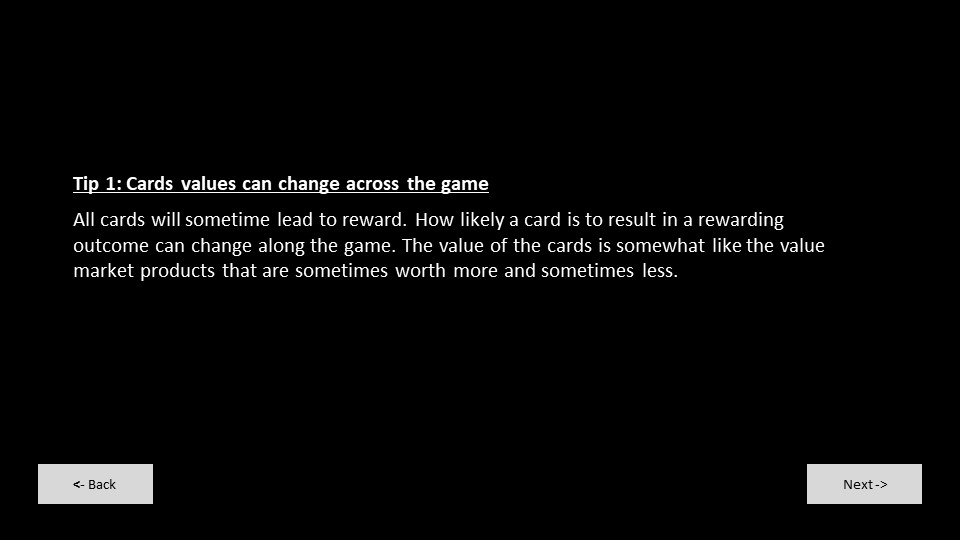 Tip 1: Cards values can change across the game
All cards will sometime lead to reward. How likely a card is to result in a rewarding
outcome can change along the game. The value of the cards is somewhat like the value
market products that are sometimes worth more and sometimes less.
<- Back
Next ->